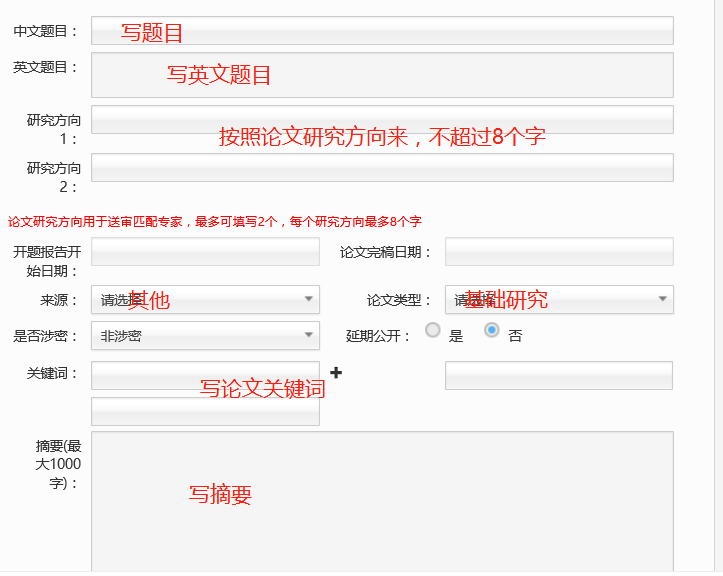 中文题目： 写题目
英文题目： 写英文题目
研究方向
1：
按照论文研究方向来，不超过8个字
研究方向
2：
论文研究方向用于送审匹配专家，最多可填写2个，每个研究方向最多8个字
开题报告开
始日期：
论文完稿日期：
来源： 请选择 其他 论文类型： 请选择 基础研究
是否涉密： 非涉密 延期公开： 是 否
关键词： 写论文关键词
摘要(最
大1000
字)：
写摘要